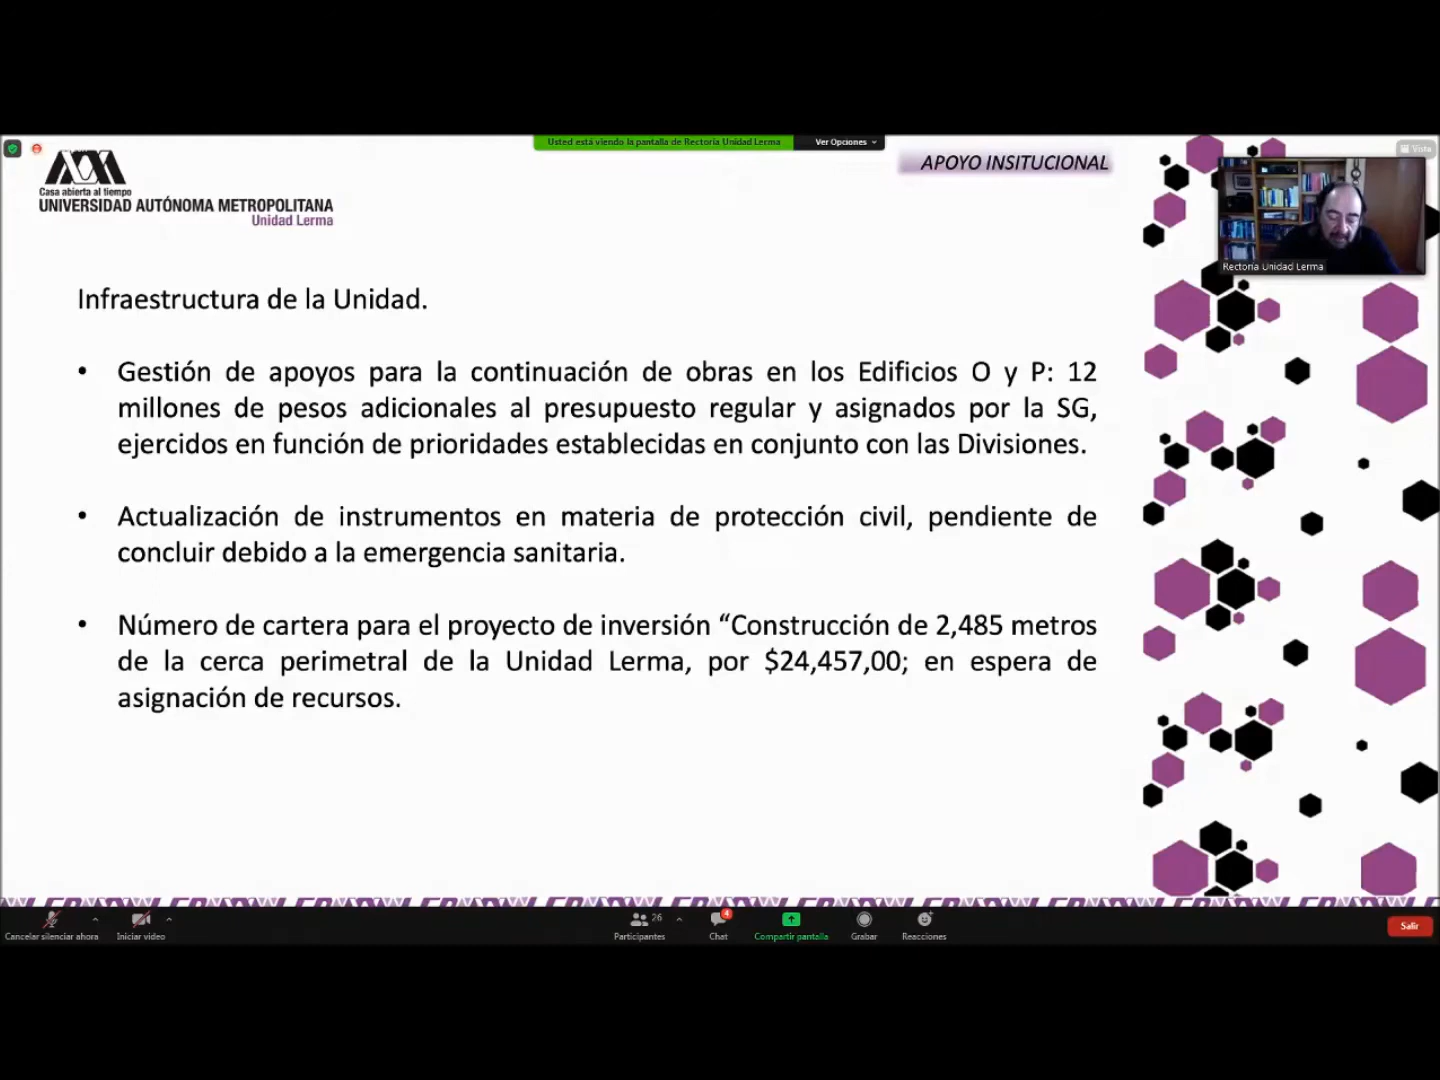 Usted está viendo la pantalla de Rectoría Unidad Lerma
Ver Opciones
Vista
APOYO INSITUCIONAL
Casa abierta al tiempo
UNIVERSIDAD AUTÓNOMA METROPOLITANA
Unidad Lerma
Rectoría Unidad Lerma
Infraestructura de la Unidad.
• Gestión de apoyos para la continuación de obras en los Edificios O y P: 12
millones de pesos adicionales al presupuesto regular y asignados por la SG,
ejercidos en función de prioridades establecidas en conjunto con las Divisiones.
• Actualización de instrumentos en materia de protección civil, pendiente de
concluir debido a la emergencia sanitaria.
• Número de cartera para el proyecto de inversión “Construcción de 2,485 metros
de la cerca perimetral de la Unidad Lerma, por $24,457,00; en espera de
asignación de recursos.
Cancelar silenciar ahora
Iniciar video
26
Participantes
4
Chat
Compartir pantalla
Grabar
Reacciones
Salir